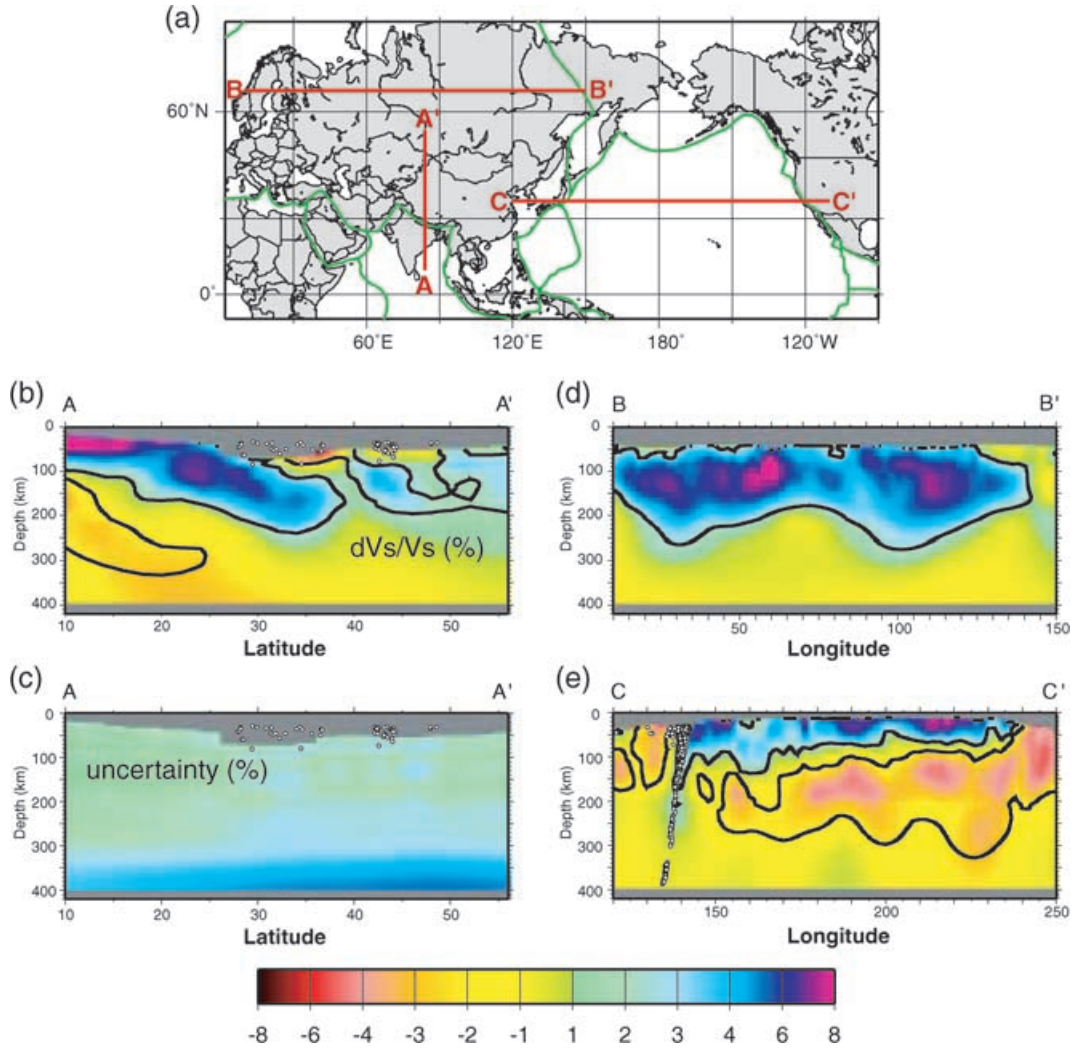 (a)
B B'
60°N
A'
C C'
A
0°
60°E 120°E 180° 120°W
(b) A A'
0
100
200
300
400
Depth (km)
dVs/Vs (%)
10 20 30 40 50
Latitude
(d) B B'
0
100
200
300
400
Depth (km)
50 100 150
Longitude
(c) A A'
0
100
200
300
400
Depth (km)
uncertainty (%)
10 20 30 40 50
Latitude
(e) C C'
0
100
200
300
400
Depth (km)
150 200 250
Longitude
-8 -6 -4 -3 -2 -1 1 2 3 4 6 8